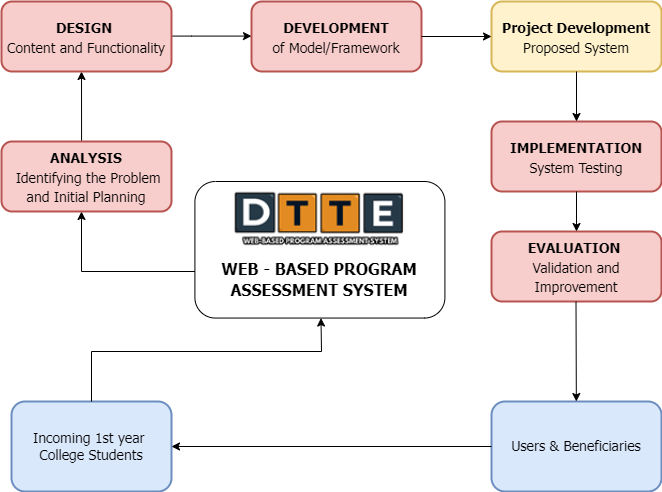 DESIGN
Content and Functionality
DEVELOPMENT
of Model/Framework
Project Development
Proposed System
ANALYSIS
Identifying the Problem
and Initial Planning
IMPLEMENTATION
System Testing
DTTE
WEB-BASED PROGRAM ASSESSMENT SYSTEM
WEB - BASED PROGRAM
ASSESSMENT SYSTEM
EVALUATION
Validation and
Improvement
Incoming 1st year
College Students
Users & Beneficiaries